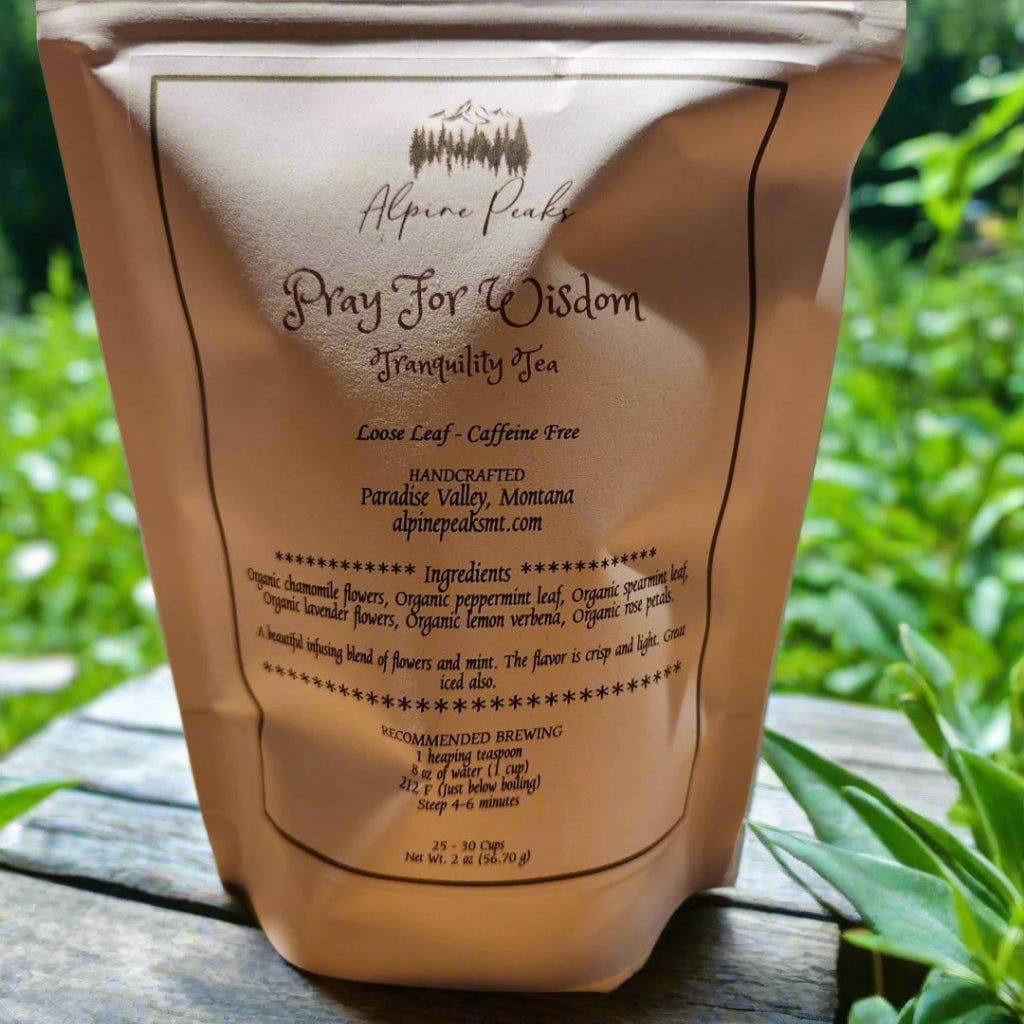 Alpine Peaks
Pray For Wisdom
Tranquility Tea
Loose Leaf - Caffeine Free
HANDCRAFTED
Paradise Valley, Montana
alpinepeaksmt.com
************ Ingredients ************
Organic chamomile flowers, Organic peppermint leaf, Organic spearmint leaf,
Organic lavender flowers, Organic lemon verbena, Organic rose petals.
A beautiful infusing blend of flowers and mint. The flavor is crisp and light. Great
iced also.
***********************************
RECOMMENDED BREWING
1 heaping teaspoon
8 oz of water (1 cup)
212 F (Just below boiling)
Steep 4-6 minutes
25 - 30 Cups
Net Wt. 2 oz (56.70 g)